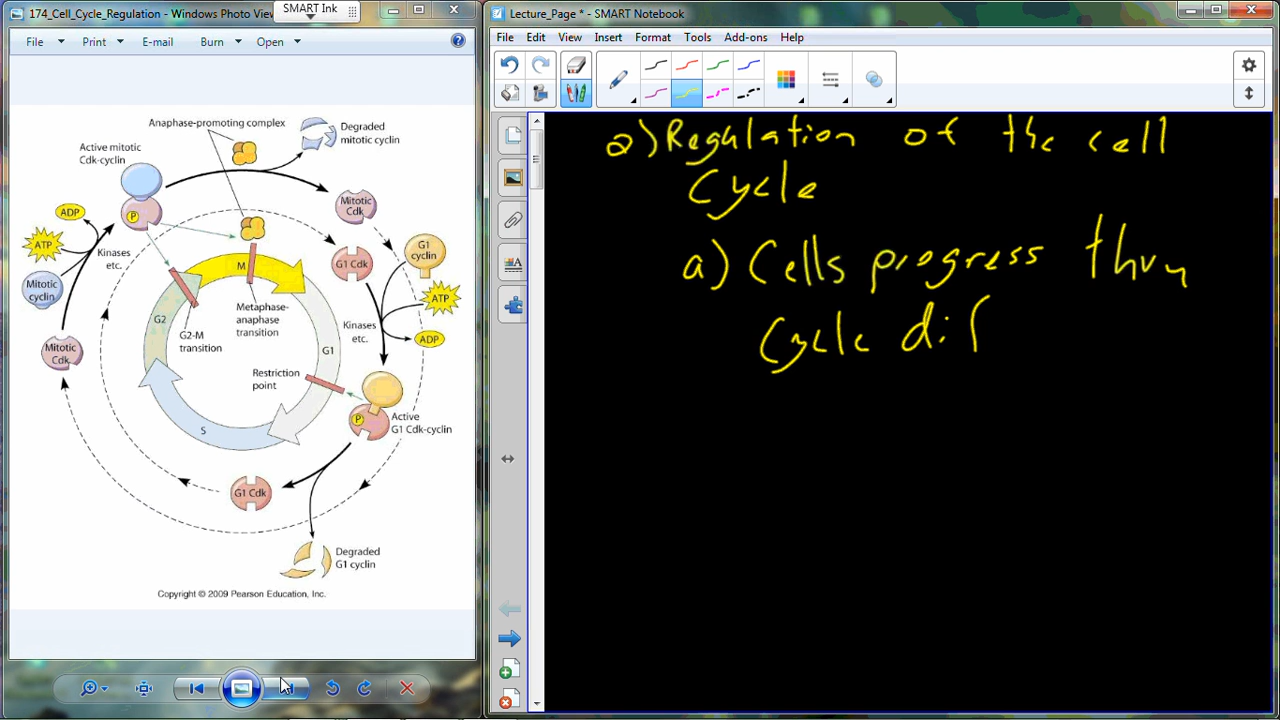 174_Cell_Cycle_Regulation - Windows Photo View
SMART Ink
File Print E-mail Burn Open
Anaphase-promoting complex
Degraded
mitotic cyclin
Active mitotic
Cdk-cyclin
P
ADP
ATP
Kinases
etc.
Mitotic
cyclin
Mitotic
Cdk
Mitotic
Cdk
G1 Cdk
G1
cyclin
ATP
Kinases
etc.
ADP
M
Metaphase-
anaphase
transition
G2
G2-M
transition
G1
Restriction
point
S
P
Active
G1 Cdk-cyclin
G1 Cdk
Degraded
G1 cyclin
Copyright © 2009 Pearson Education, Inc.
Lecture_Page * - SMART Notebook
File Edit View Insert Format Tools Add-ons Help
Regulation of the cell
Cycle
a) Cells progress thru
Cycle dif